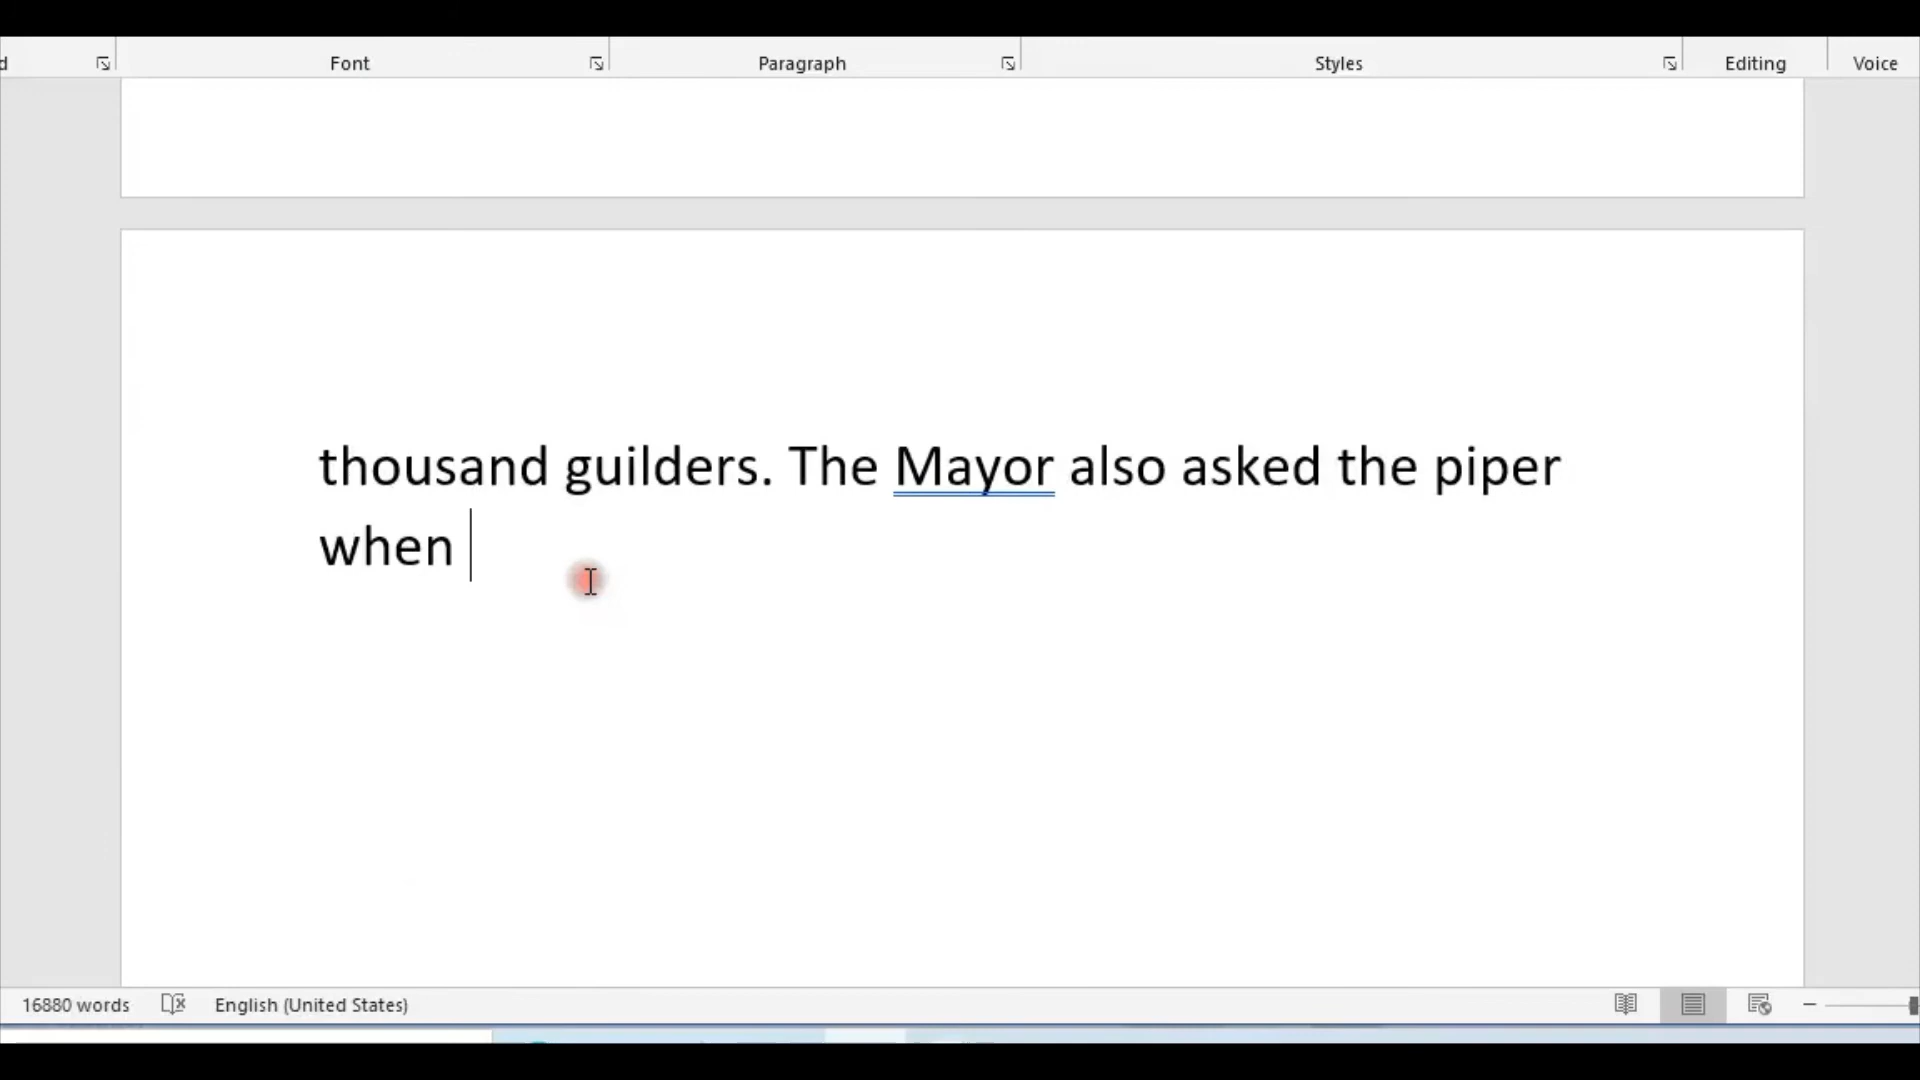 d Font Paragraph Styles Editing Voice
thousand guilders. The Mayor also asked the piper
when
16880 words English (United States)